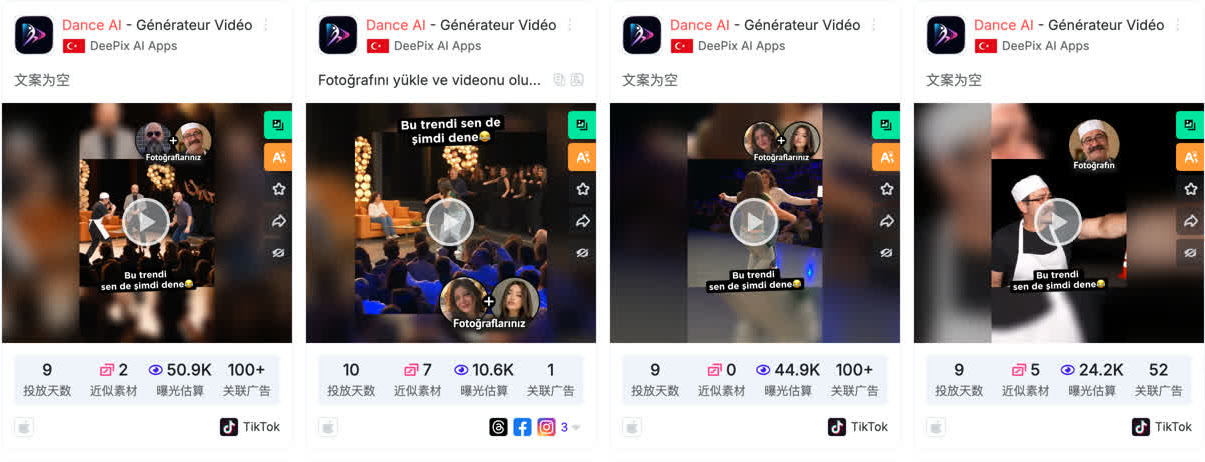 Dance AI - Générateur Vidéo
DeePix AI Apps
文案为空
Fotoğraflarınız
Bu trendi
sen de şimdi dene😂
9 2 50.9K 100+
投放天数 近似素材 曝光估算 关联广告
TikTok
Dance AI - Générateur Vidéo
DeePix AI Apps
Fotoğrafını yükle ve videonu olu...
Bu trendi sen de
şimdi dene😂
Fotoğraflarınız
10 7 10.6K 1
投放天数 近似素材 曝光估算 关联广告
3
Dance AI - Générateur Vidéo
DeePix AI Apps
文案为空
Fotoğraflarınız
Bu trendi
sen de şimdi dene😂
9 0 44.9K 100+
投放天数 近似素材 曝光估算 关联广告
TikTok
Dance AI - Générateur Vidéo
DeePix AI Apps
文案为空
Fotoğrafın
Bu trendi
sen de şimdi dene😂
9 5 24.2K 52
投放天数 近似素材 曝光估算 关联广告
TikTok